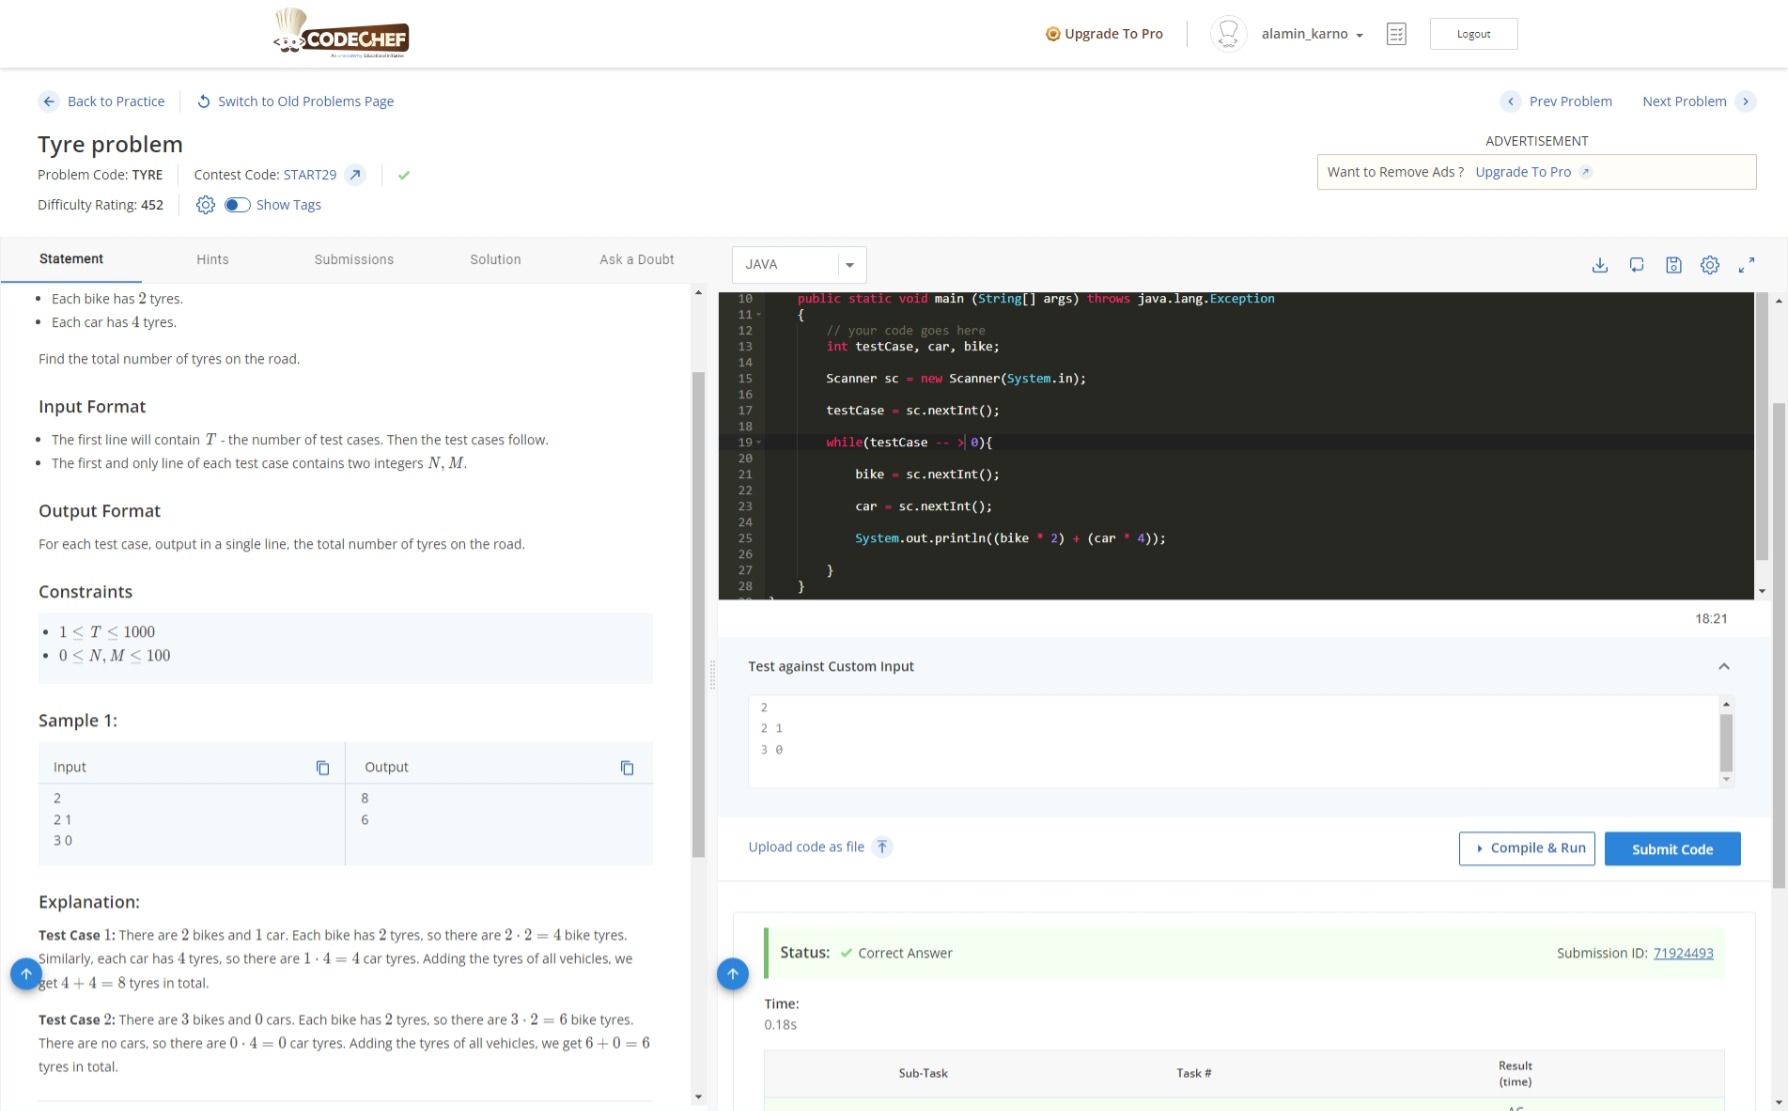 CODECHEF
An unacademy Educational Initiative
Upgrade To Pro
alamin_karno
Logout
Back to Practice
Switch to Old Problems Page
Prev Problem
Next Problem
Tyre problem
ADVERTISEMENT
Problem Code: TYRE
Contest Code: START29
Want to Remove Ads ? Upgrade To Pro
Difficulty Rating: 452
Show Tags
Statement
Hints
Submissions
Solution
Ask a Doubt
• Each bike has 2 tyres.
• Each car has 4 tyres.
Find the total number of tyres on the road.
Input Format
• The first line will contain T - the number of test cases. Then the test cases follow.
• The first and only line of each test case contains two integers N, M.
Output Format
For each test case, output in a single line, the total number of tyres on the road.
Constraints
• 1 ≤ T ≤ 1000
• 0 ≤ N, M ≤ 100
Sample 1:
Input
Output
2
8
2 1
6
3 0
Explanation:
Test Case 1: There are 2 bikes and 1 car. Each bike has 2 tyres, so there are 2 · 2 = 4 bike tyres.
Similarly, each car has 4 tyres, so there are 1 · 4 = 4 car tyres. Adding the tyres of all vehicles, we
get 4 + 4 = 8 tyres in total.
Test Case 2: There are 3 bikes and 0 cars. Each bike has 2 tyres, so there are 3 · 2 = 6 bike tyres.
There are no cars, so there are 0 · 4 = 0 car tyres. Adding the tyres of all vehicles, we get 6 + 0 = 6
tyres in total.
JAVA
10 public static void main (String[] args) throws java.lang.Exception
11 {
12 // your code goes here
13 int testCase, car, bike;
14
15 Scanner sc = new Scanner(System.in);
16
17 testCase = sc.nextInt();
18
19 while(testCase -- > 0){
20
21 bike = sc.nextInt();
22
23 car = sc.nextInt();
24
25 System.out.println((bike * 2) + (car * 4));
26
27 }
28 }
18:21
Test against Custom Input
2
2 1
3 0
Upload code as file
Compile & Run
Submit Code
Status: Correct Answer
Submission ID: 71924493
Time:
0.18s
Sub-Task
Task #
Result
(time)